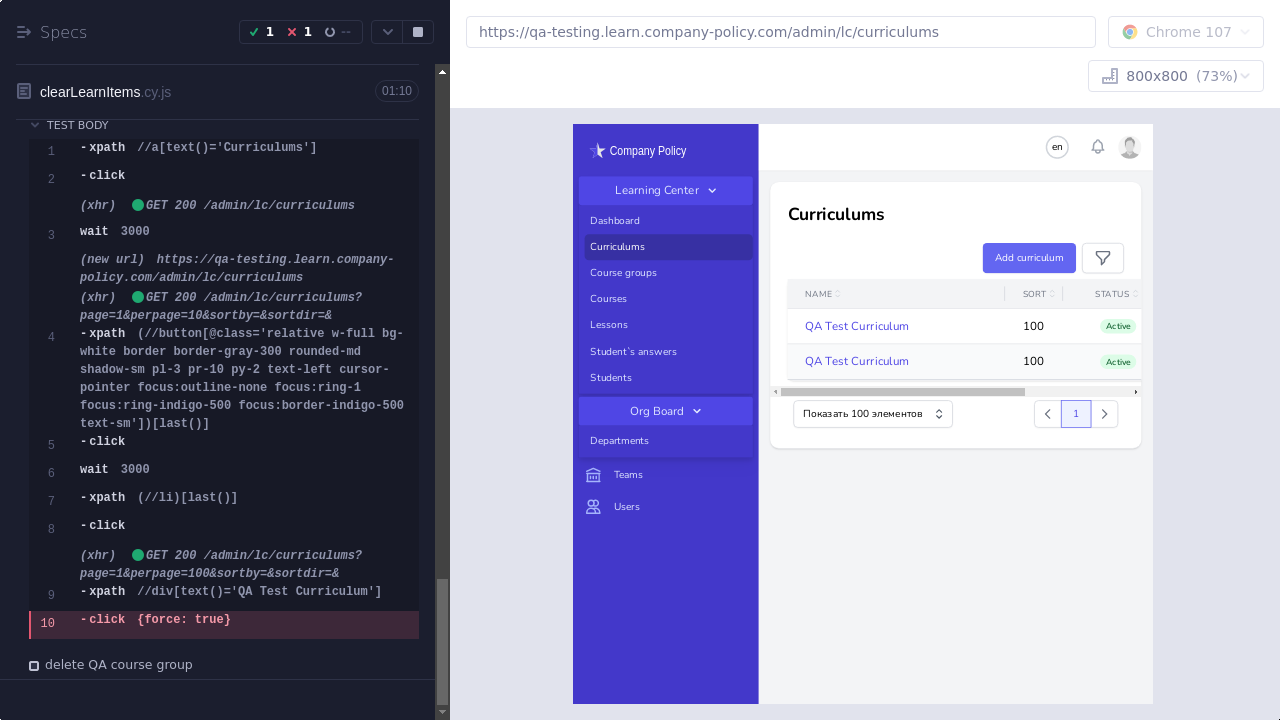 Specs
1
1
--
clearLearnItems.cy.js
01:10
TEST BODY
1 -xpath //a[text()='Curriculums']
2 -click
(xhr) GET 200 /admin/lc/curriculums
3 wait 3000
(new url) https://qa-testing.learn.company-
policy.com/admin/lc/curriculums
(xhr) GET 200 /admin/lc/curriculums?
page=1&perpage=10&sortby=&sortdir=&
4 -xpath (//button[@class='relative w-full bg-
white border border-gray-300 rounded-md
shadow-sm pl-3 pr-10 py-2 text-left cursor-
pointer focus:outline-none focus:ring-1
focus:ring-indigo-500 focus:border-indigo-500
text-sm'])[last()]
5 -click
6 wait 3000
7 -xpath (//li)[last()]
8 -click
(xhr) GET 200 /admin/lc/curriculums?
page=1&perpage=100&sortby=&sortdir=&
9 -xpath //div[text()='QA Test Curriculum']
10 -click {force: true}
delete QA course group
https://qa-testing.learn.company-policy.com/admin/lc/curriculums
Chrome 107
800x800 (73%)
Company Policy
Learning Center
Dashboard
Curriculums
Course groups
Courses
Lessons
Student`s answers
Students
Org Board
Departments
Teams
Users
en
Curriculums
Add curriculum
NAME SORT STATUS
QA Test Curriculum 100 Active
QA Test Curriculum 100 Active
Показать 100 элементов
1